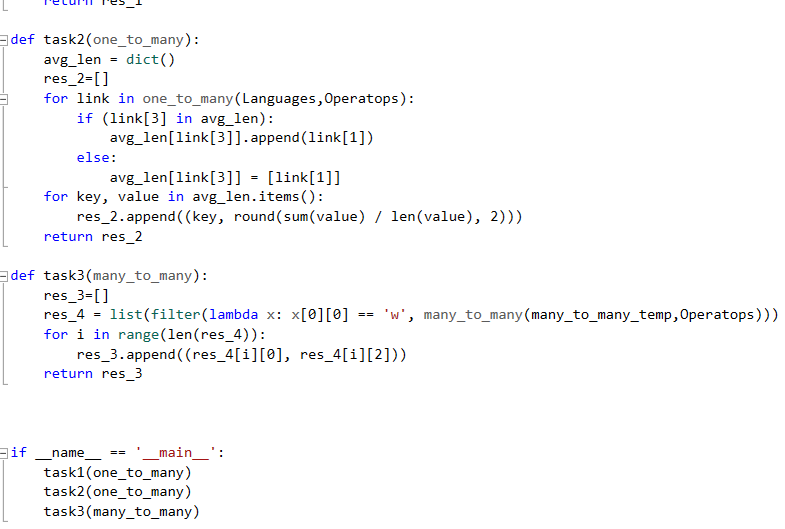 return res_1
def task2(one_to_many):
    avg_len = dict()
    res_2=[]
    for link in one_to_many(Languages,Operatops):
        if (link[3] in avg_len):
            avg_len[link[3]].append(link[1])
        else:
            avg_len[link[3]] = [link[1]]
    for key, value in avg_len.items():
        res_2.append((key, round(sum(value) / len(value), 2)))
    return res_2
def task3(many_to_many):
    res_3=[]
    res_4 = list(filter(lambda x: x[0][0] == 'w', many_to_many(many_to_many_temp,Operatops)))
    for i in range(len(res_4)):
        res_3.append((res_4[i][0], res_4[i][2]))
    return res_3
if __name__ == '__main__':
    task1(one_to_many)
    task2(one_to_many)
    task3(many_to_many)